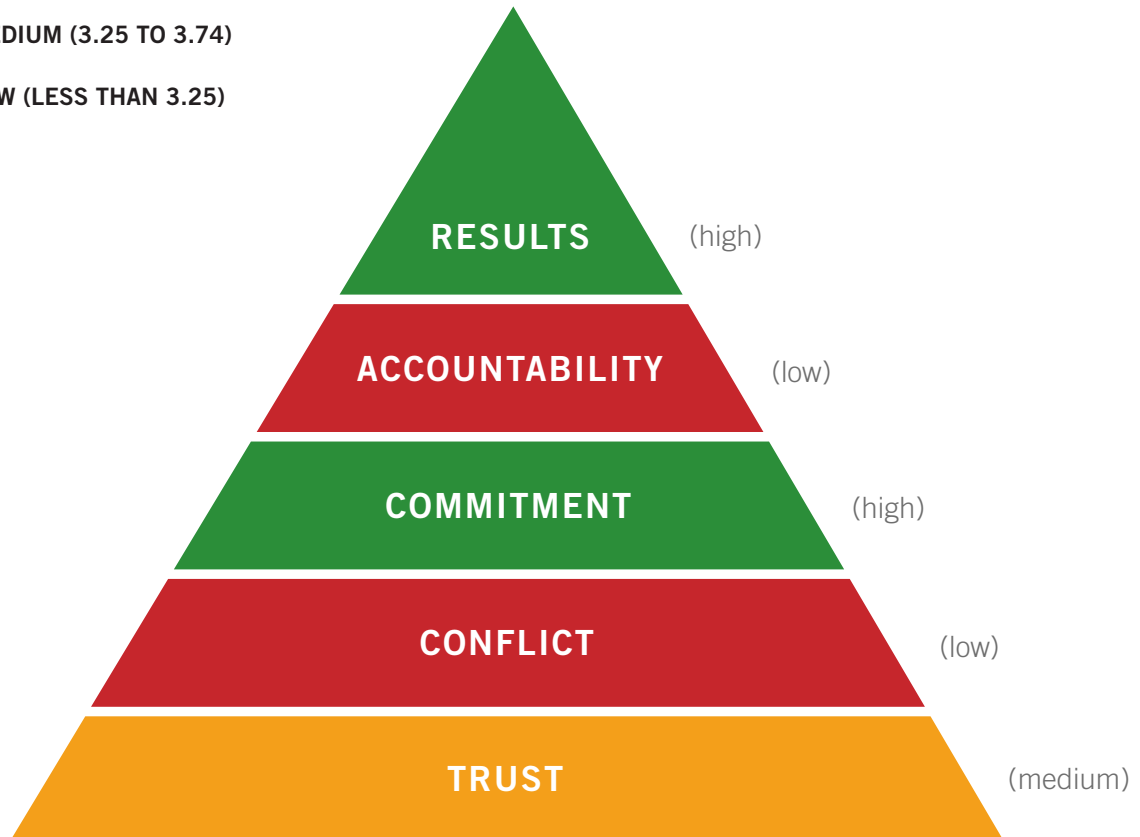 EDIUM (3.25 TO 3.74)
W (LESS THAN 3.25)
RESULTS (high)
ACCOUNTABILITY (low)
COMMITMENT (high)
CONFLICT (low)
TRUST (medium)